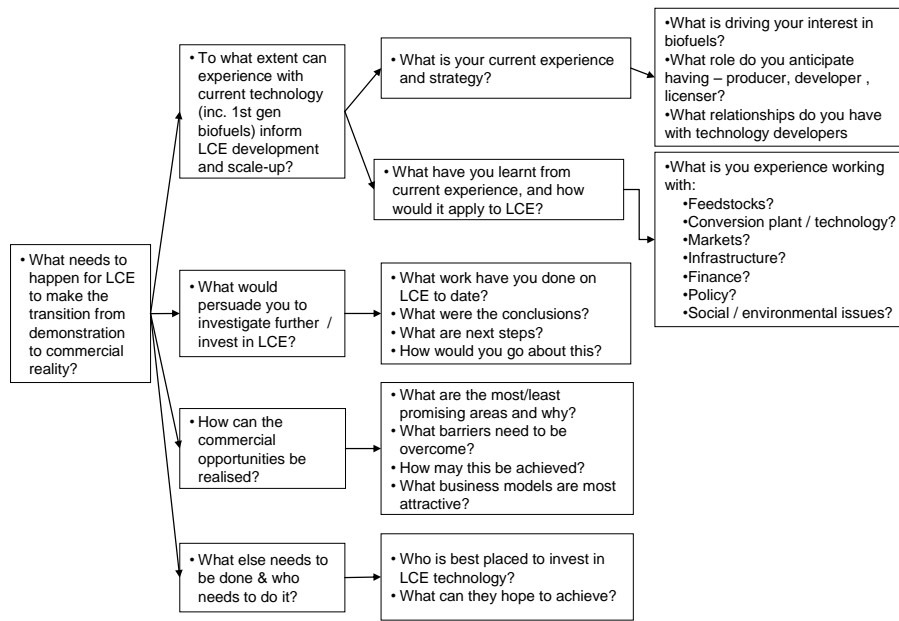 • What needs to
happen for LCE
to make the
transition from
demonstration
to commercial
reality?
• To what extent can
experience with
current technology
(inc. 1st gen
biofuels) inform
LCE development
and scale-up?
• What is your current experience
and strategy?
•What is driving your interest in
biofuels?
•What role do you anticipate
having – producer, developer ,
licenser?
•What relationships do you have
with technology developers
• What have you learnt from
current experience, and how
would it apply to LCE?
•What is you experience working
with:
•Feedstocks?
•Conversion plant / technology?
•Markets?
•Infrastructure?
•Finance?
•Policy?
•Social / environmental issues?
• What would
persuade you to
investigate further /
invest in LCE?
• What work have you done on
LCE to date?
• What were the conclusions?
• What are next steps?
• How would you go about this?
• How can the
commercial
opportunities be
realised?
• What are the most/least
promising areas and why?
• What barriers need to be
overcome?
• How may this be achieved?
• What business models are most
attractive?
• What else needs to
be done & who
needs to do it?
• Who is best placed to invest in
LCE technology?
• What can they hope to achieve?